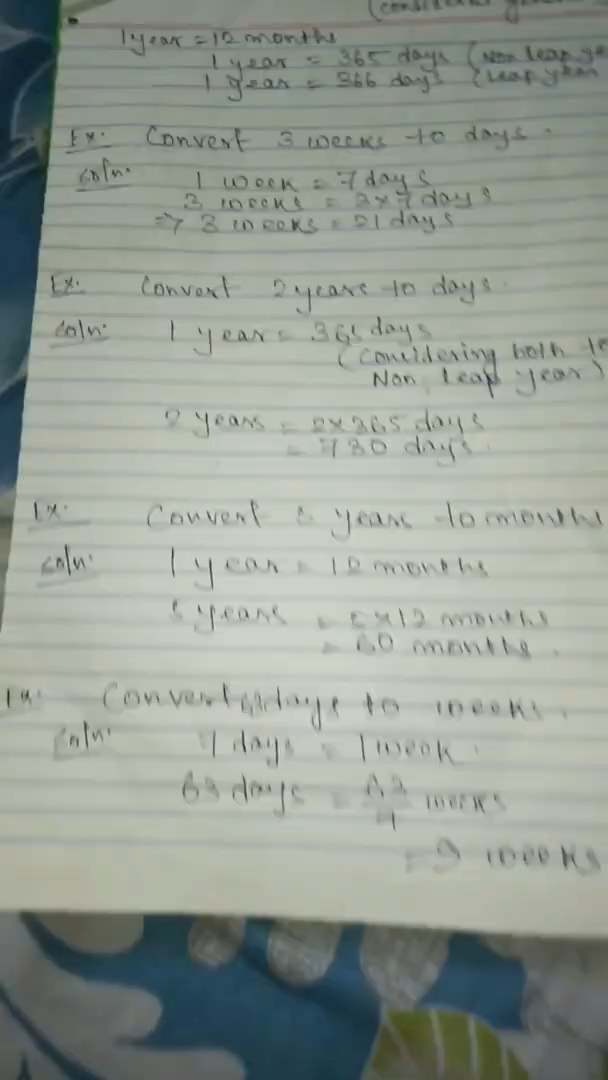 (considering
1 year = 12 months
1 year = 365 days (Non leap ye
1 year = 366 days (Leap year
Ex. Convert 3 weeks to days.
Soln. 1 week = 7 days
3 weeks = 3 × 7 days
=> 3 weeks = 21 days
Ex. Convert 2 years to days.
Soln. 1 year = 365 days
(Considering both
Non Leap year)
2 years = 2 × 365 days
= 730 days.
Ex. Convert 5 years to months
Soln. 1 year = 12 months
5 years = 5 × 12 months
= 60 months.
Ex. Convert 63 days to weeks.
Soln. 7 days = 1 week.
63 days = 63/7 weeks
= 9 weeks